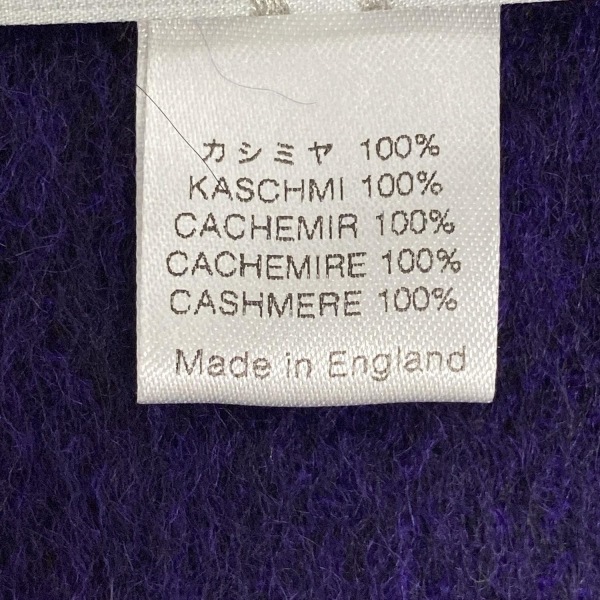 カシミヤ 100%
KASCHMI 100%
CACHEMIR 100%
CACHEMIRE 100%
CASHMERE 100%
Made in England